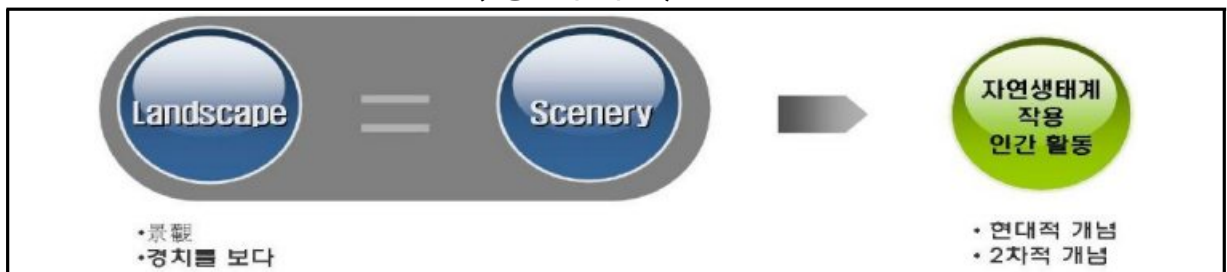 Landscape
Scenery
자연생태계
작용
인간 활동
•景觀
•경치를 보다
• 현대적 개념
• 2차적 개념